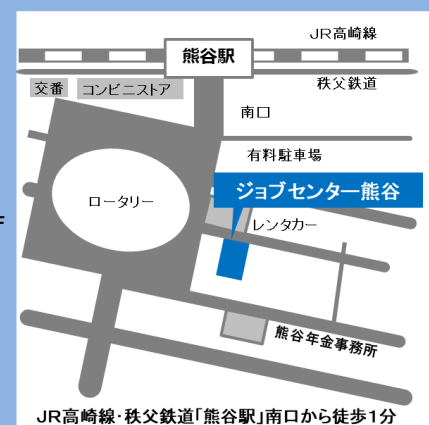 JR高崎線
熊谷駅
秩父鉄道
交番
コンビニストア
南口
有料駐車場
ジョブセンター熊谷
ロータリー
レンタカー
F
熊谷年金事務所
JR高崎線・秩父鉄道「熊谷駅」南口から徒歩1分